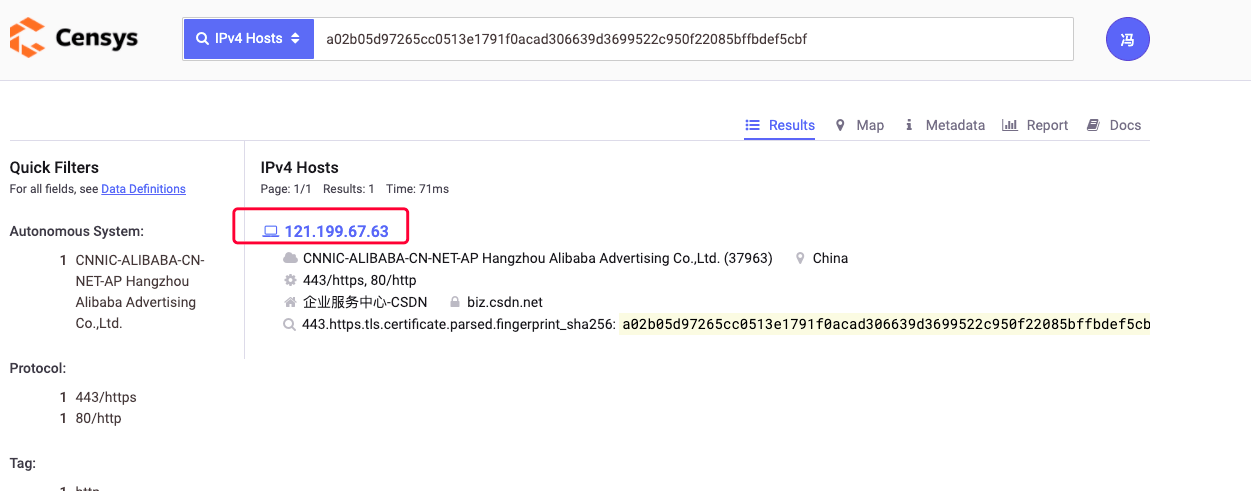 Censys
IPv4 Hosts
a02b05d97265cc0513e1791f0acad306639d3699522c950f22085bffbdef5cbf
冯
Results Map Metadata Report Docs
Quick Filters
For all fields, see Data Definitions
Autonomous System:
1 CNNIC-ALIBABA-CN-
NET-AP Hangzhou
Alibaba Advertising
Co.,Ltd.
Protocol:
1 443/https
1 80/http
Tag:
1 http
IPv4 Hosts
Page: 1/1 Results: 1 Time: 71ms
121.199.67.63
CNNIC-ALIBABA-CN-NET-AP Hangzhou Alibaba Advertising Co.,Ltd. (37963) China
443/https, 80/http
企业服务中心-CSDN biz.csdn.net
443.https.tls.certificate.parsed.fingerprint_sha256: a02b05d97265cc0513e1791f0acad306639d3699522c950f22085bffbdef5cb